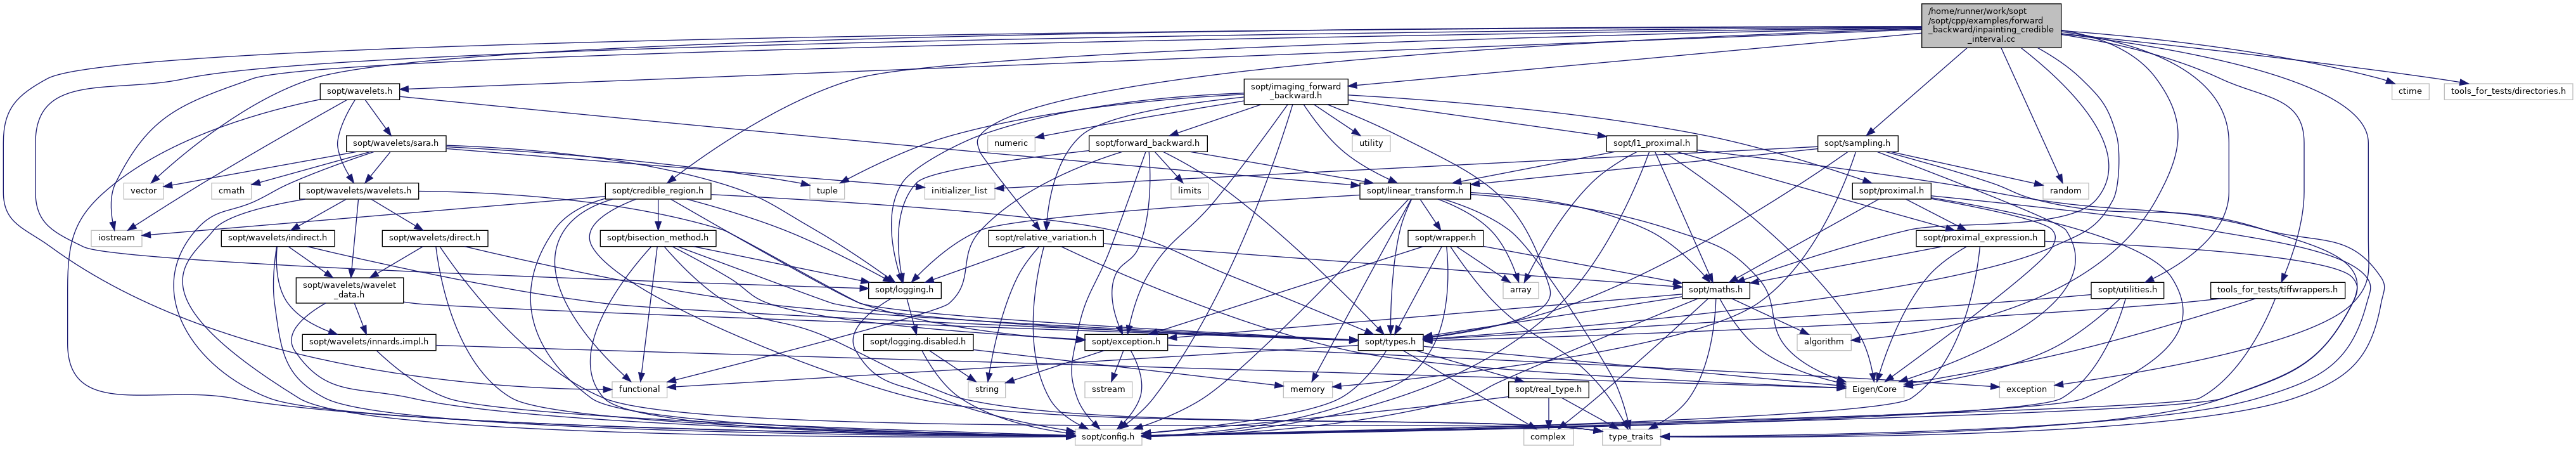 /home/runner/work/sopt
/sopt/cpp/examples/forward
_backward/inpainting_credible
_interval.cc
sopt/wavelets.h
sopt/imaging_forward
_backward.h
ctime
tools_for_tests/directories.h
sopt/wavelets/sara.h
numeric
sopt/forward_backward.h
utility
sopt/l1_proximal.h
sopt/sampling.h
vector
cmath
sopt/wavelets/wavelets.h
sopt/credible_region.h
tuple
initializer_list
limits
sopt/linear_transform.h
sopt/proximal.h
random
iostream
sopt/wavelets/indirect.h
sopt/wavelets/direct.h
sopt/bisection_method.h
sopt/relative_variation.h
sopt/wrapper.h
sopt/proximal_expression.h
sopt/wavelets/wavelet
_data.h
sopt/logging.h
array
sopt/maths.h
sopt/utilities.h
tools_for_tests/tiffwrappers.h
sopt/wavelets/innards.impl.h
sopt/logging.disabled.h
sopt/exception.h
sopt/types.h
algorithm
functional
string
sstream
memory
sopt/real_type.h
Eigen/Core
exception
sopt/config.h
complex
type_traits